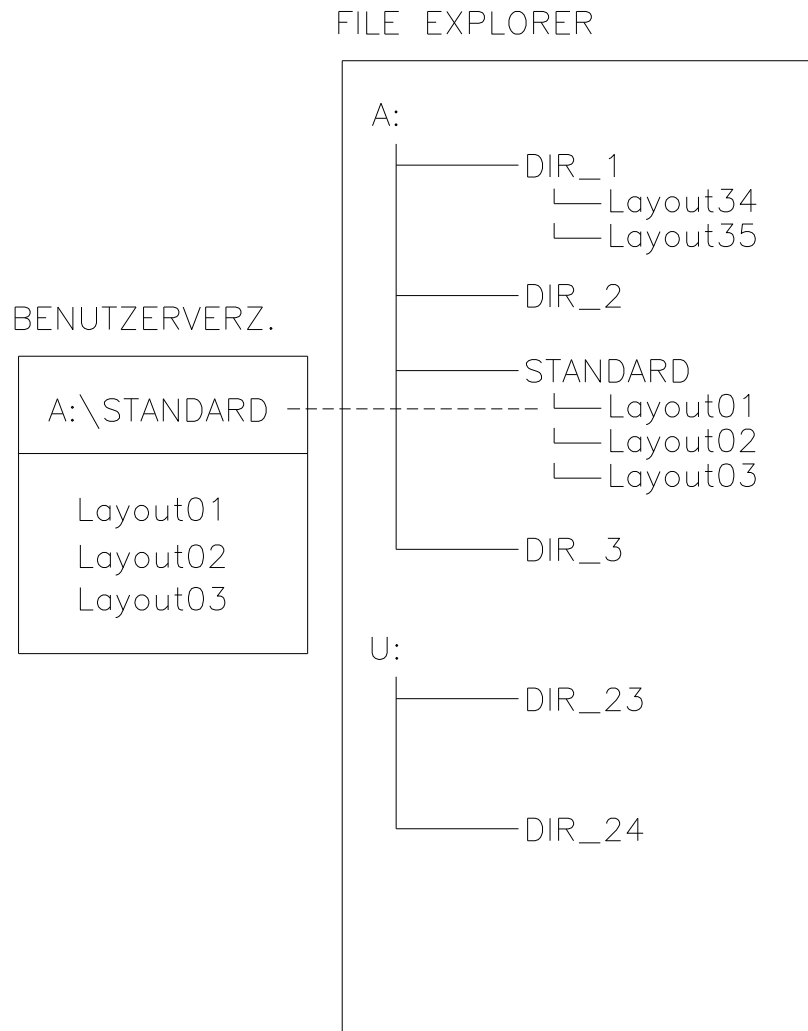 FILE EXPLORER
A:
DIR_1
Layout34
Layout35
DIR_2
STANDARD
Layout01
Layout02
Layout03
DIR_3
U:
DIR_23
DIR_24
BENUTZERVERZ.
A:\STANDARD
Layout01
Layout02
Layout03